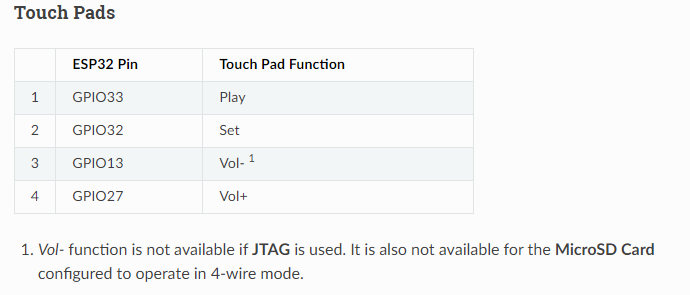 Touch Pads
ESP32 Pin Touch Pad Function
1 GPIO33 Play
2 GPIO32 Set
3 GPIO13 Vol- 1
4 GPIO27 Vol+
1. Vol- function is not available if JTAG is used. It is also not available for the MicroSD Card
configured to operate in 4-wire mode.